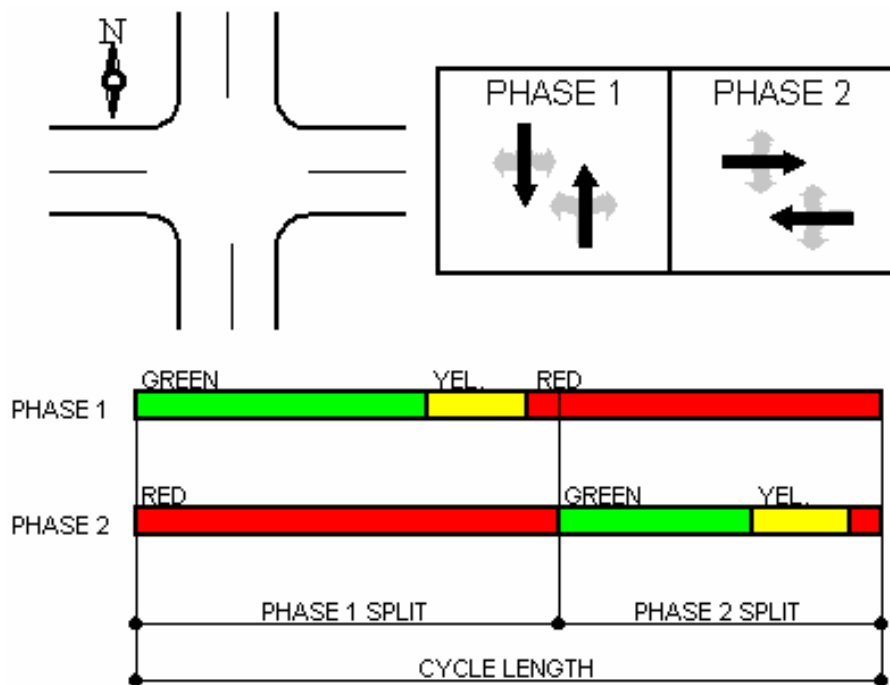 N
PHASE 1
PHASE 2
GREEN YEL. RED
PHASE 1
RED GREEN YEL.
PHASE 2
PHASE 1 SPLIT PHASE 2 SPLIT
CYCLE LENGTH